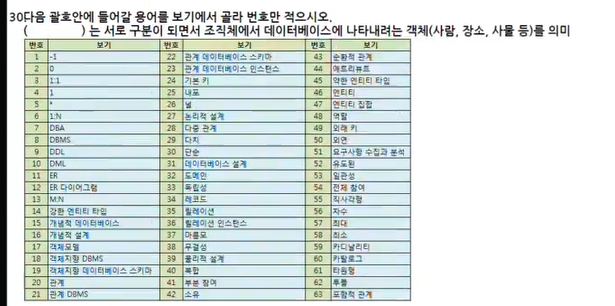 30다음 괄호안에 들어갈 용어를 보기에서 골라 번호만 적으시오.
( ) 는 서로 구분이 되면서 조직체에서 데이터베이스에 나타내려는 객체(사람, 장소, 사물 등)를 의미
번호 보기 번호 보기 번호 보기
1 -1 22 관계 데이터베이스 스키마 43 순환적 관계
2 0 23 관계 데이터베이스 인스턴스 44 애트리뷰트
3 1:1 24 기본 키 45 약한 엔티티 타입
4 1 25 내포 46 엔티티
5 * 26 널 47 엔티티 집합
6 1:N 27 논리적 설계 48 역할
7 DBA 28 다중 관계 49 외래 키
8 DBMS 29 다치 50 외연
9 DDL 30 단순 51 요구사항 수집과 분석
10 DML 31 데이터베이스 설계 52 유도된
11 ER 32 도메인 53 일관성
12 ER 다이어그램 33 독립성 54 전체 참여
13 M:N 34 레코드 55 직사각형
14 강한 엔티티 타입 35 릴레이션 56 차수
15 개념적 데이터베이스 36 릴레이션 인스턴스 57 최대
16 개념적 설계 37 마름모 58 최소
17 객체모델 38 무결성 59 카디날리티
18 객체지향 DBMS 39 물리적 설계 60 카탈로그
19 객체지향 데이터베이스 스키마 40 복합 61 타원형
20 관계 41 부분 참여 62 투플
21 관계 DBMS 42 소유 63 포함적 관계